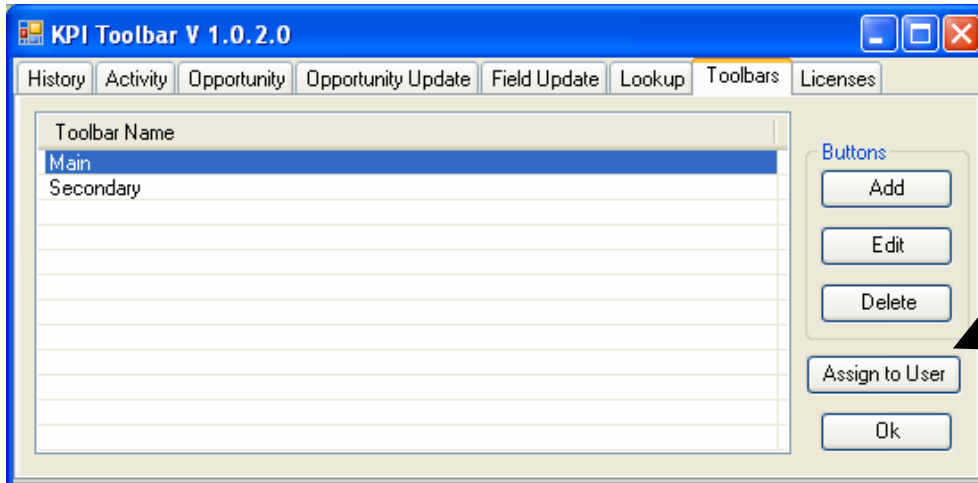 KPI Toolbar V 1.0.2.0
History Activity Opportunity Opportunity Update Field Update Lookup Toolbars Licenses
Toolbar Name
Main
Secondary
Buttons
Add
Edit
Delete
Assign to User
Ok